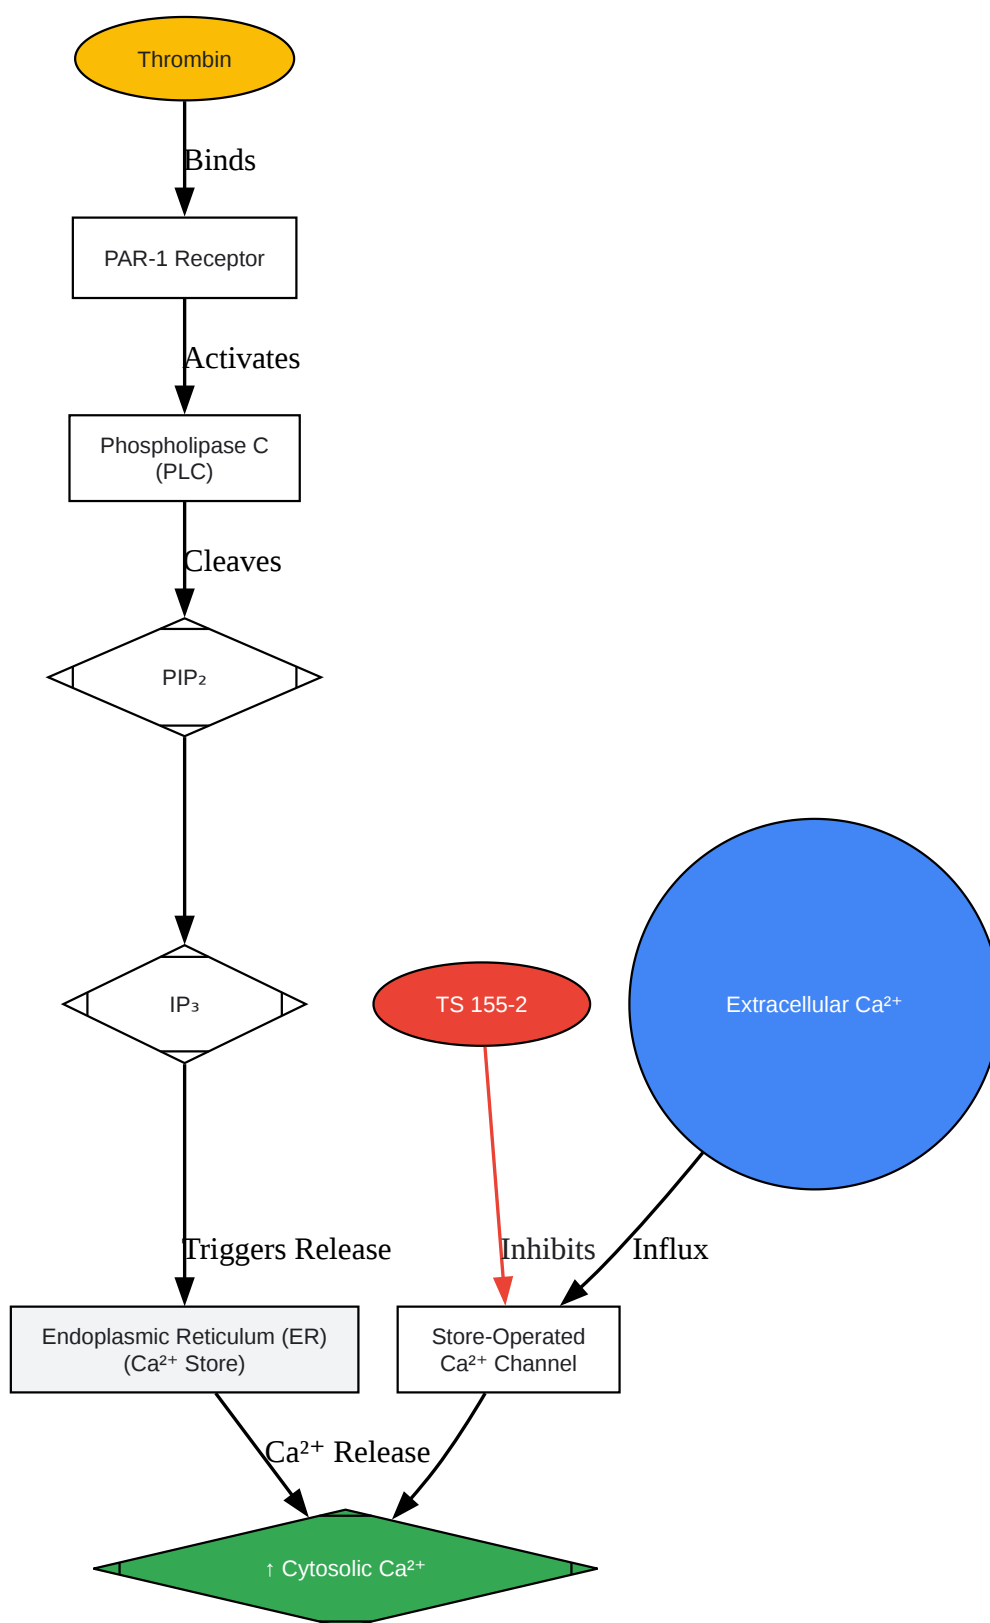 Thrombin
Binds
PAR-1 Receptor
Activates
Phospholipase C
(PLC)
Cleaves
PIP₂
IP₃
TS 155-2
Extracellular Ca²⁺
Triggers Release
Inhibits
Influx
Endoplasmic Reticulum (ER)
(Ca²⁺ Store)
Store-Operated
Ca²⁺ Channel
Ca²⁺ Release
↑ Cytosolic Ca²⁺